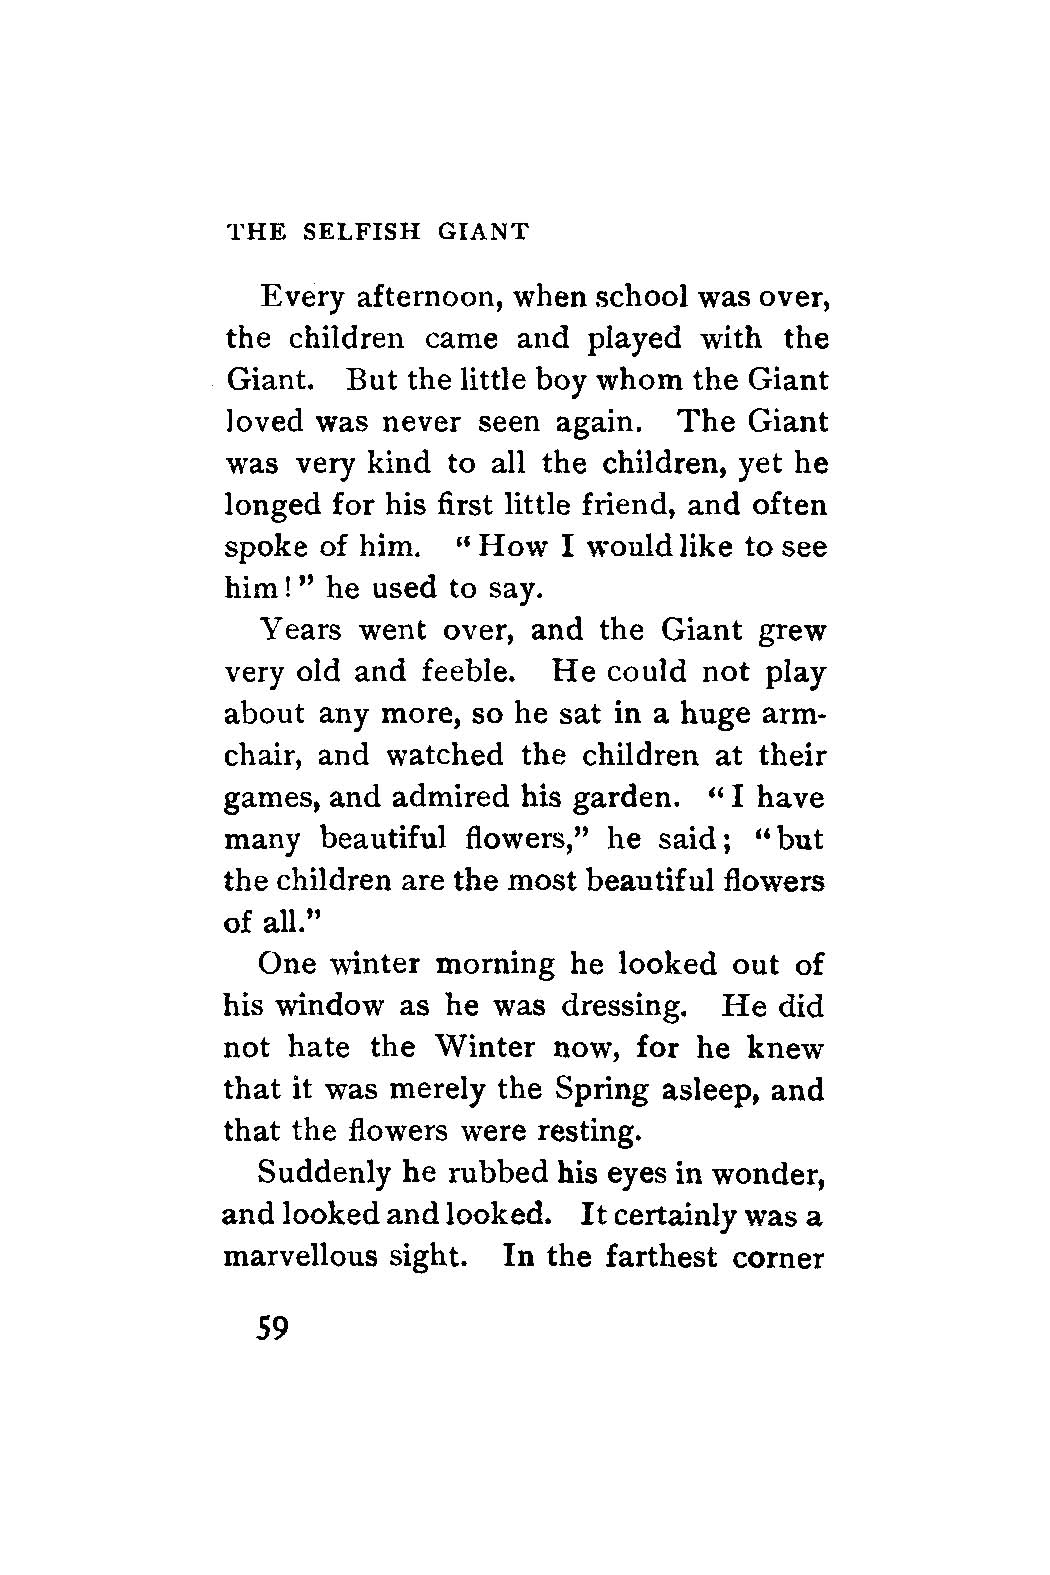 THE SELFISH GIANT
Every afternoon, when school was over,
the children came and played with the
Giant. But the little boy whom the Giant
loved was never seen again. The Giant
was very kind to all the children, yet he
longed for his first little friend, and often
spoke of him. "How I would like to see
him!" he used to say.
Years went over, and the Giant grew
very old and feeble. He could not play
about any more, so he sat in a huge arm-
chair, and watched the children at their
games, and admired his garden. "I have
many beautiful flowers," he said; "but
the children are the most beautiful flowers
of all."
One winter morning he looked out of
his window as he was dressing. He did
not hate the Winter now, for he knew
that it was merely the Spring asleep, and
that the flowers were resting.
Suddenly he rubbed his eyes in wonder,
and looked and looked. It certainly was a
marvellous sight. In the farthest corner
59